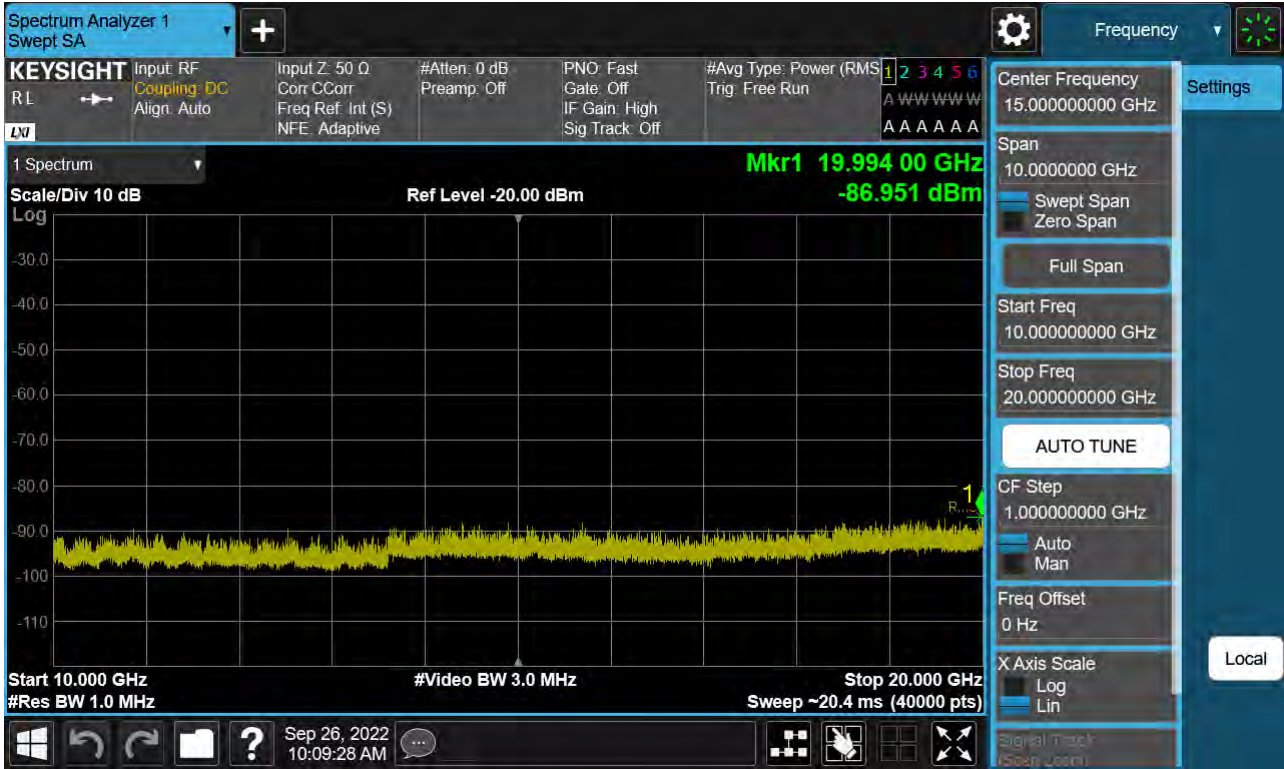 Spectrum Analyzer 1
Swept SA
+
Frequency
KEYSIGHT
R L
LXI
Input: RF
Coupling: DC
Align: Auto
Input Z: 50 Ω
Corr CCorr
Freq Ref: Int (S)
NFE: Adaptive
#Atten: 0 dB
Preamp: Off
PNO: Fast
Gate: Off
IF Gain: High
Sig Track: Off
#Avg Type: Power (RMS
Trig: Free Run
1 2 3 4 5 6
A W W W W W
A A A A A A
1 Spectrum
Scale/Div 10 dB
Log
Ref Level -20.00 dBm
Mkr1 19.994 00 GHz
-86.951 dBm
-30.0
-40.0
-50.0
-60.0
-70.0
-80.0
-90.0
-100
-110
1
Start 10.000 GHz
#Res BW 1.0 MHz
#Video BW 3.0 MHz
Stop 20.000 GHz
Sweep ~20.4 ms (40000 pts)
Center Frequency
15.000000000 GHz
Span
10.0000000 GHz
Swept Span
Zero Span
Full Span
Start Freq
10.000000000 GHz
Stop Freq
20.000000000 GHz
AUTO TUNE
CF Step
1.000000000 GHz
Auto
Man
Freq Offset
0 Hz
X Axis Scale
Log
Lin
Signal Track
(Span Zoom)
Settings
Local
?
Sep 26, 2022
10:09:28 AM